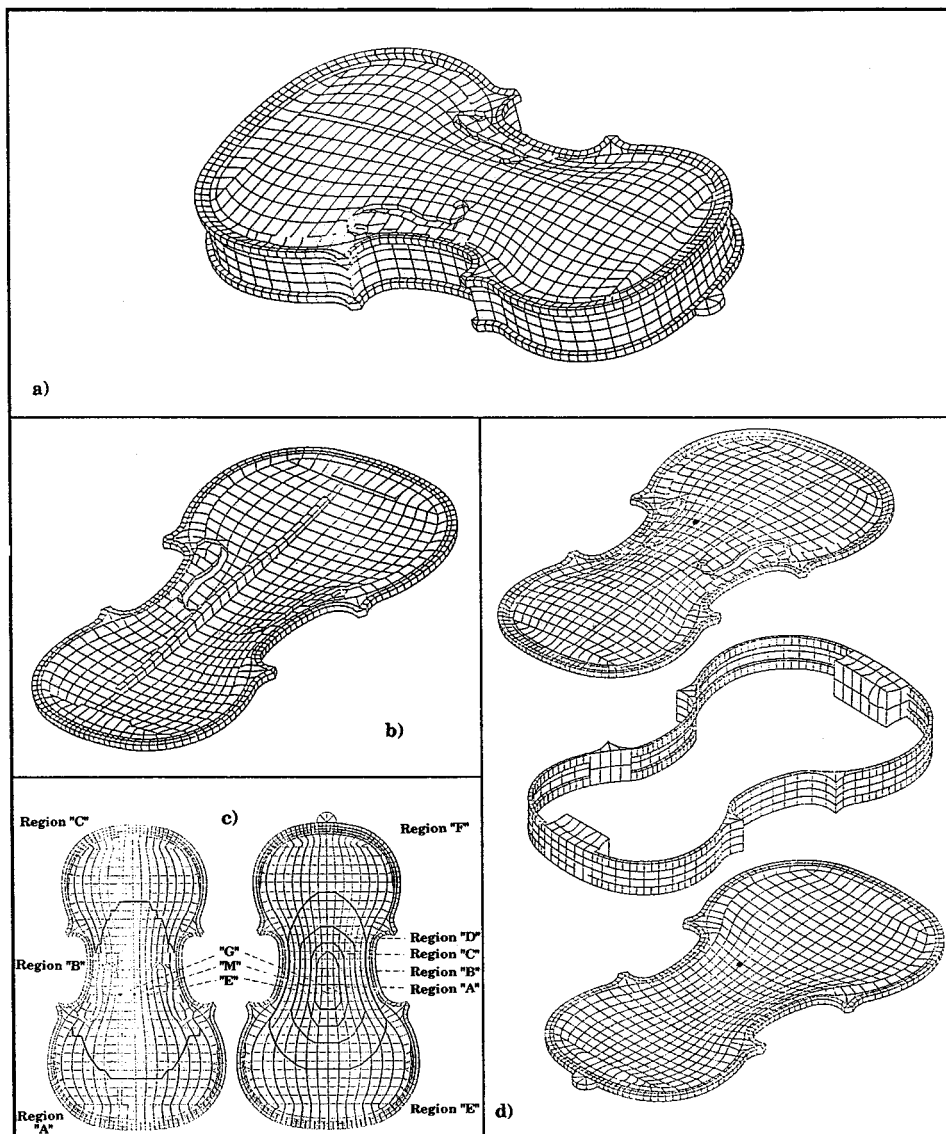 a)
b)
c)
Region "C"
Region "F"
Region "D"
"G"
Region "C"
Region "B"
"M"
Region "B"
"E"
Region "A"
Region
"A"
Region "E"
d)